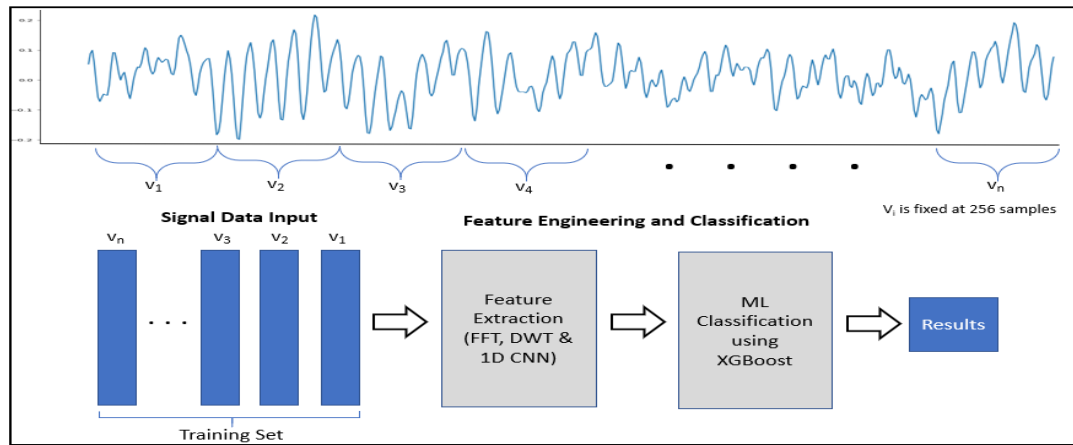 0.2
0.1
0.0
−0.1
−0.2
v1 v2 v3 v4 vn
Vi is fixed at 256 samples
Signal Data Input
Feature Engineering and Classification
vn v3 v2 v1
. . .
Feature
Extraction
(FFT, DWT &
1D CNN)
ML
Classification
using
XGBoost
Results
Training Set